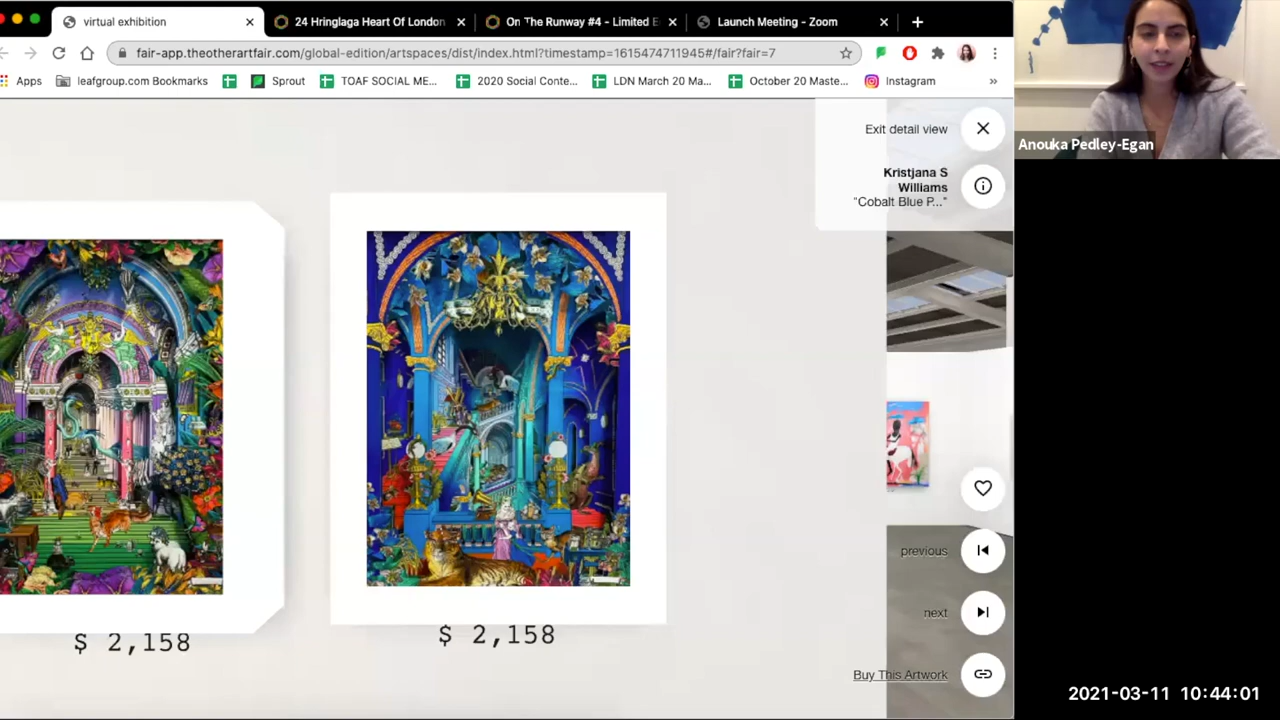 virtual exhibition
24 Hringlaga Heart Of London
On The Runway #4 - Limited E
Launch Meeting - Zoom
fair-app.theotherartfair.com/global-edition/artspaces/dist/index.html?timestamp=1615474711945#/fair?fair=7
Apps
leafgroup.com Bookmarks
Sprout
TOAF SOCIAL ME...
2020 Social Conte...
LDN March 20 Ma...
October 20 Maste...
Instagram
»
Exit detail view
Kristjana S
Williams
"Cobalt Blue P..."
Anouka Pedley-Egan
previous
next
$ 2,158
$ 2,158
Buy This Artwork
2021-03-11 10:44:01